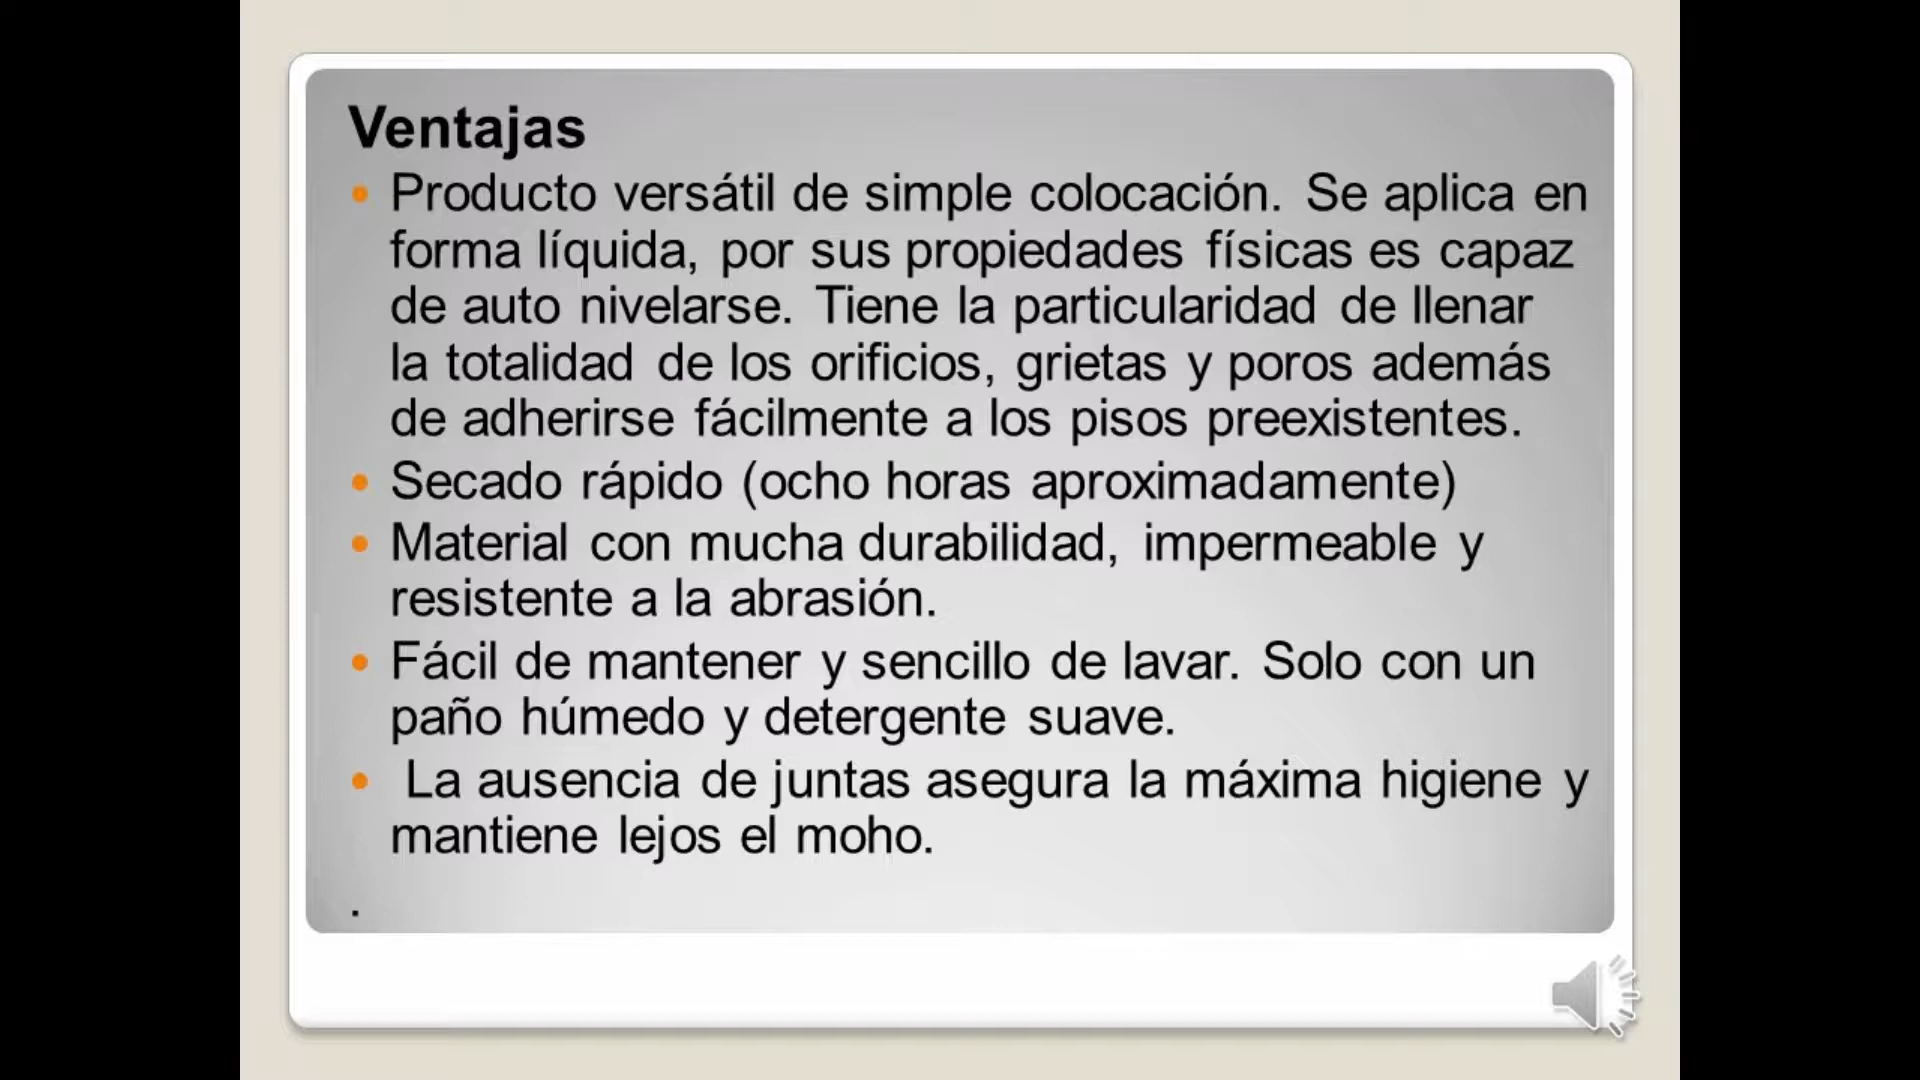 Ventajas
• Producto versátil de simple colocación. Se aplica en
forma líquida, por sus propiedades físicas es capaz
de auto nivelarse. Tiene la particularidad de llenar
la totalidad de los orificios, grietas y poros además
de adherirse fácilmente a los pisos preexistentes.
• Secado rápido (ocho horas aproximadamente)
• Material con mucha durabilidad, impermeable y
resistente a la abrasión.
• Fácil de mantener y sencillo de lavar. Solo con un
paño húmedo y detergente suave.
• La ausencia de juntas asegura la máxima higiene y
mantiene lejos el moho.
.